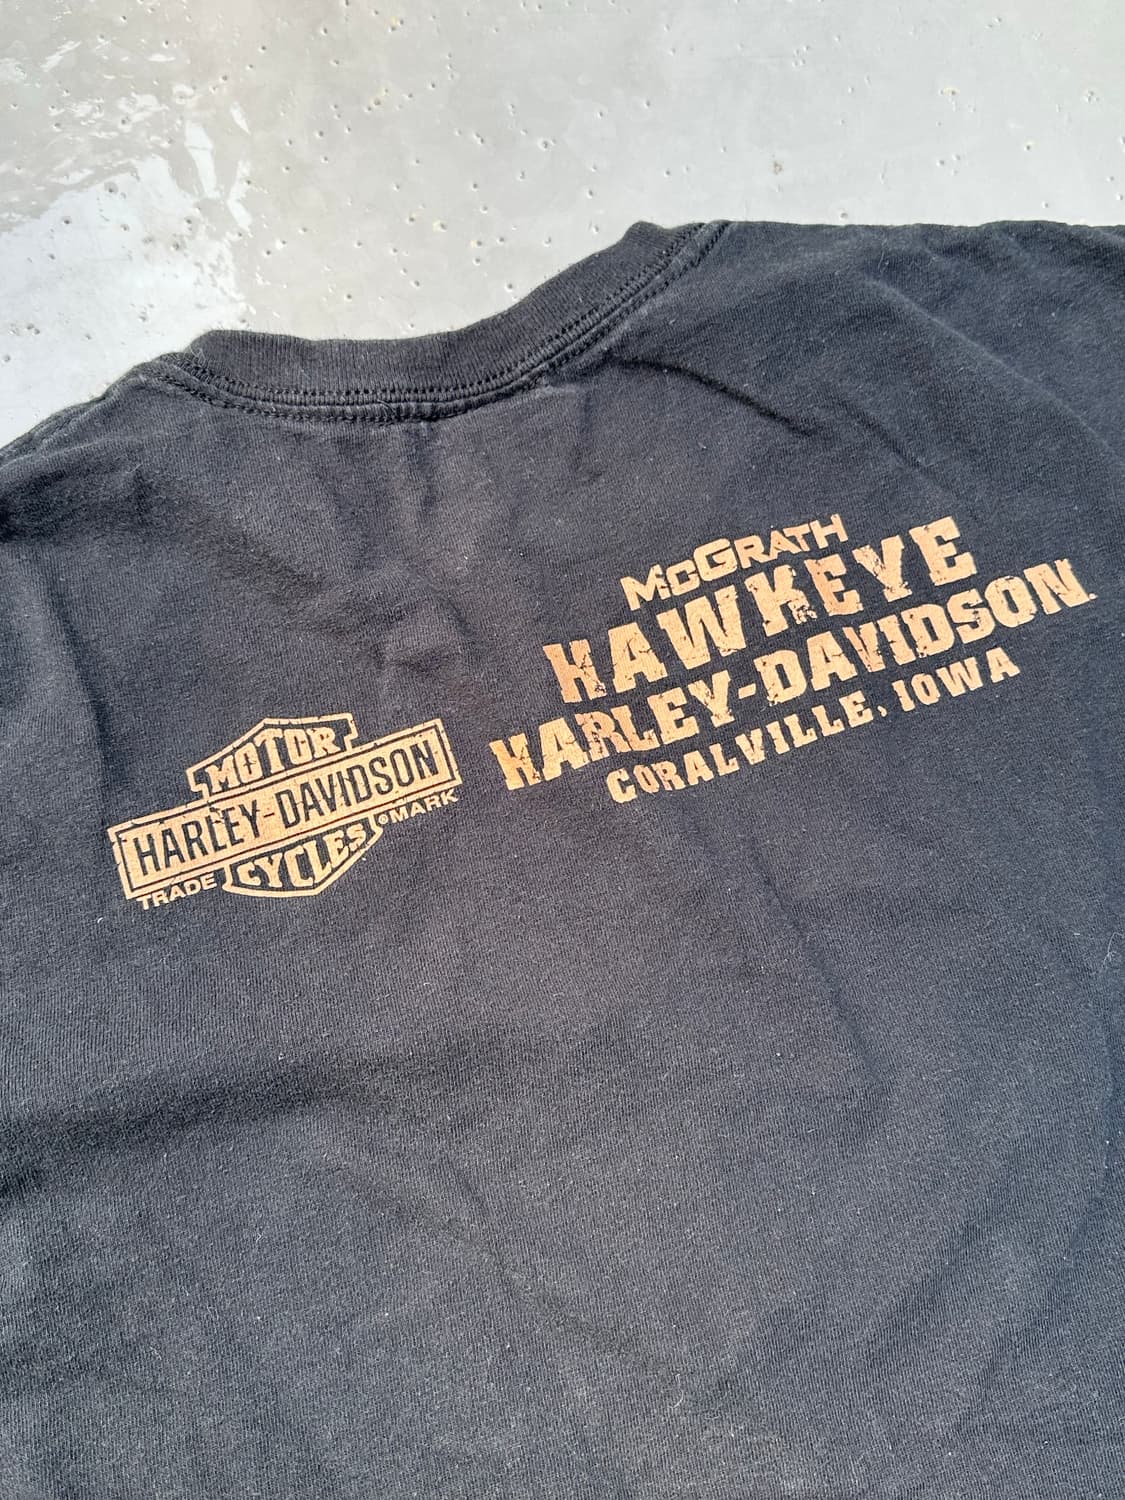 MOTOR
HARLEY-DAVIDSON
CYCLES
TRADE ®MARK
McGRATH
HAWKEYE
HARLEY-DAVIDSON
CORALVILLE, IOWA